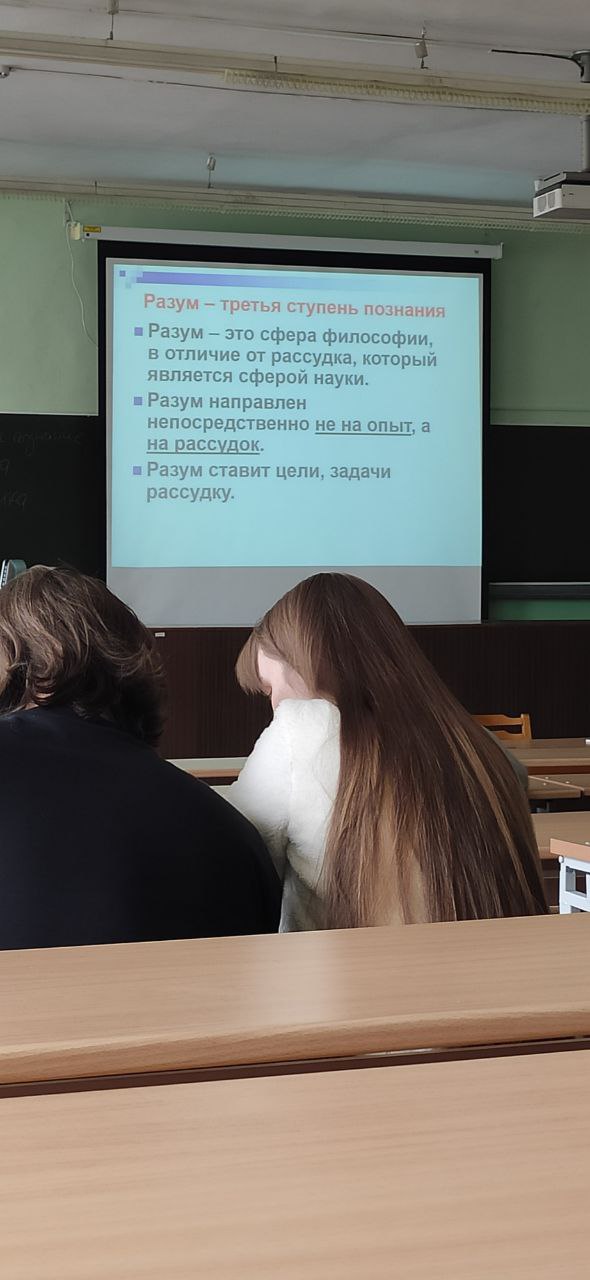 Разум – третья ступень познания
Разум – это сфера философии,
в отличие от рассудка, который
является сферой науки.
Разум направлен
непосредственно не на опыт, а
на рассудок.
Разум ставит цели, задачи
рассудку.